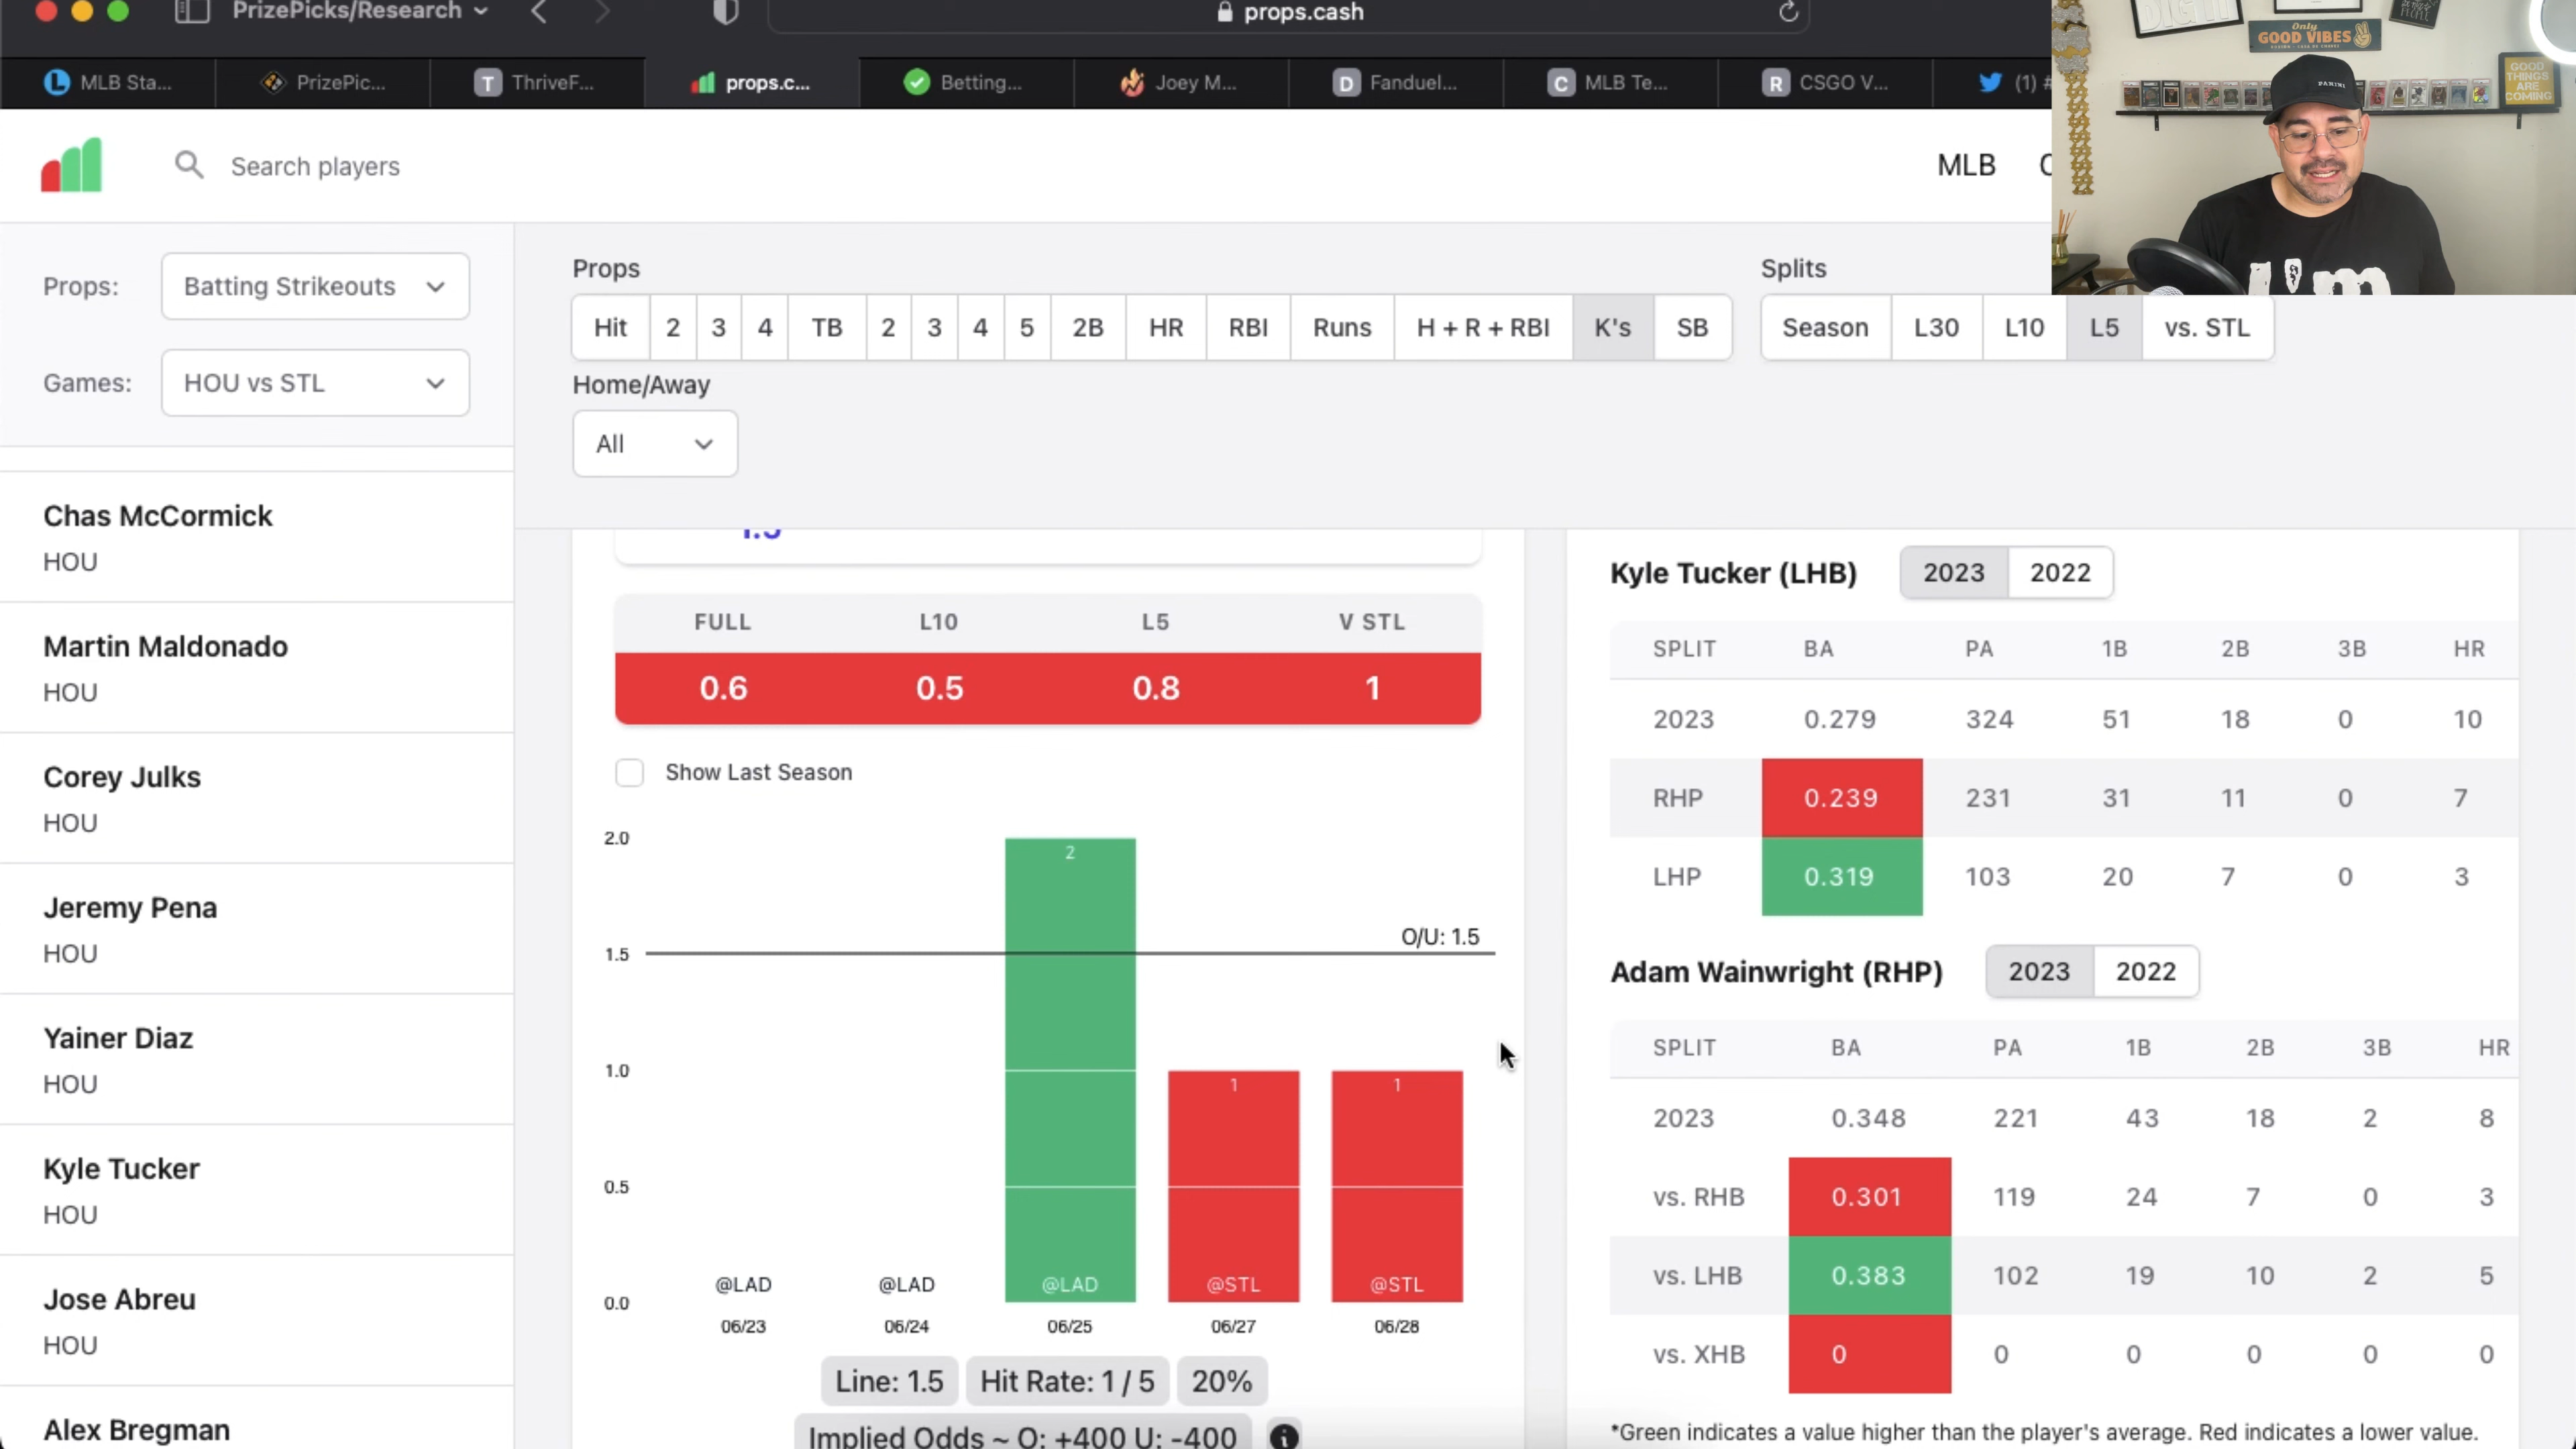 PrizePicks/Research
props.cash
MLB Sta...
PrizePic...
T ThriveF...
props.c...
Betting...
Joey M...
D Fanduel...
C MLB Te...
R CSGO V...
(1) #
DIG IT
Only
GOOD VIBES
GOOD
THINGS
ARE
COMING
PANINI
I'm
Search players
MLB
Props: Batting Strikeouts
Games: HOU vs STL
Props
Hit 2 3 4 TB 2 3 4 5 2B HR RBI Runs H + R + RBI K's SB
Splits
Season L30 L10 L5 vs. STL
Home/Away
All
Chas McCormick
HOU
Martin Maldonado
HOU
Corey Julks
HOU
Jeremy Pena
HOU
Yainer Diaz
HOU
Kyle Tucker
HOU
Jose Abreu
HOU
Alex Bregman
1.5
FULL L10 L5 V STL
0.6 0.5 0.8 1
Show Last Season
2.0
2
O/U: 1.5
1.5
1.0
1 1
0.5
0.0
@LAD @LAD @LAD @STL @STL
06/23 06/24 06/25 06/27 06/28
Line: 1.5 Hit Rate: 1 / 5 20%
Implied Odds ~ O: +400 U: -400 i
Kyle Tucker (LHB) 2023 2022
SPLIT BA PA 1B 2B 3B HR
2023 0.279 324 51 18 0 10
RHP 0.239 231 31 11 0 7
LHP 0.319 103 20 7 0 3
Adam Wainwright (RHP) 2023 2022
SPLIT BA PA 1B 2B 3B HR
2023 0.348 221 43 18 2 8
vs. RHB 0.301 119 24 7 0 3
vs. LHB 0.383 102 19 10 2 5
vs. XHB 0 0 0 0 0 0
*Green indicates a value higher than the player's average. Red indicates a lower value.